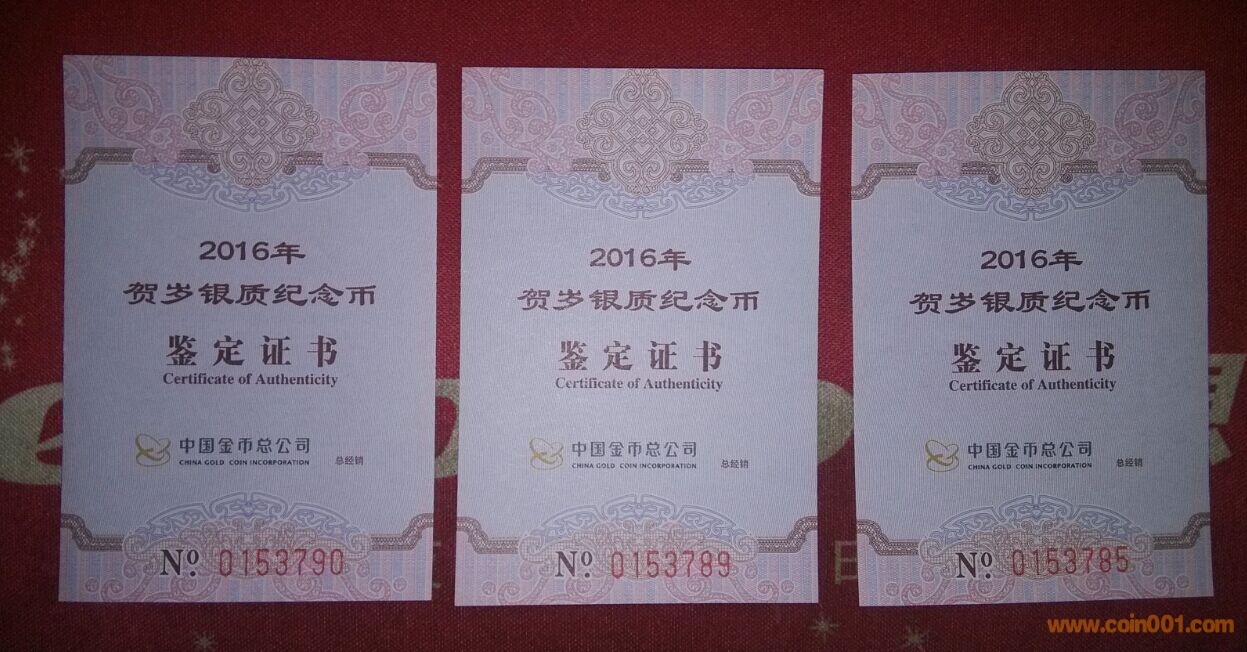 2016年
贺岁银质纪念币
鉴定证书
Certificate of Authenticity
中国金币总公司
CHINA GOLD COIN INCORPORATION 总经销
Nº. 0153790
2016年
贺岁银质纪念币
鉴定证书
Certificate of Authenticity
中国金币总公司
CHINA GOLD COIN INCORPORATION 总经销
Nº. 0153789
2016年
贺岁银质纪念币
鉴定证书
Certificate of Authenticity
中国金币总公司
CHINA GOLD COIN INCORPORATION 总经销
Nº. 0153785
www.coin001.com